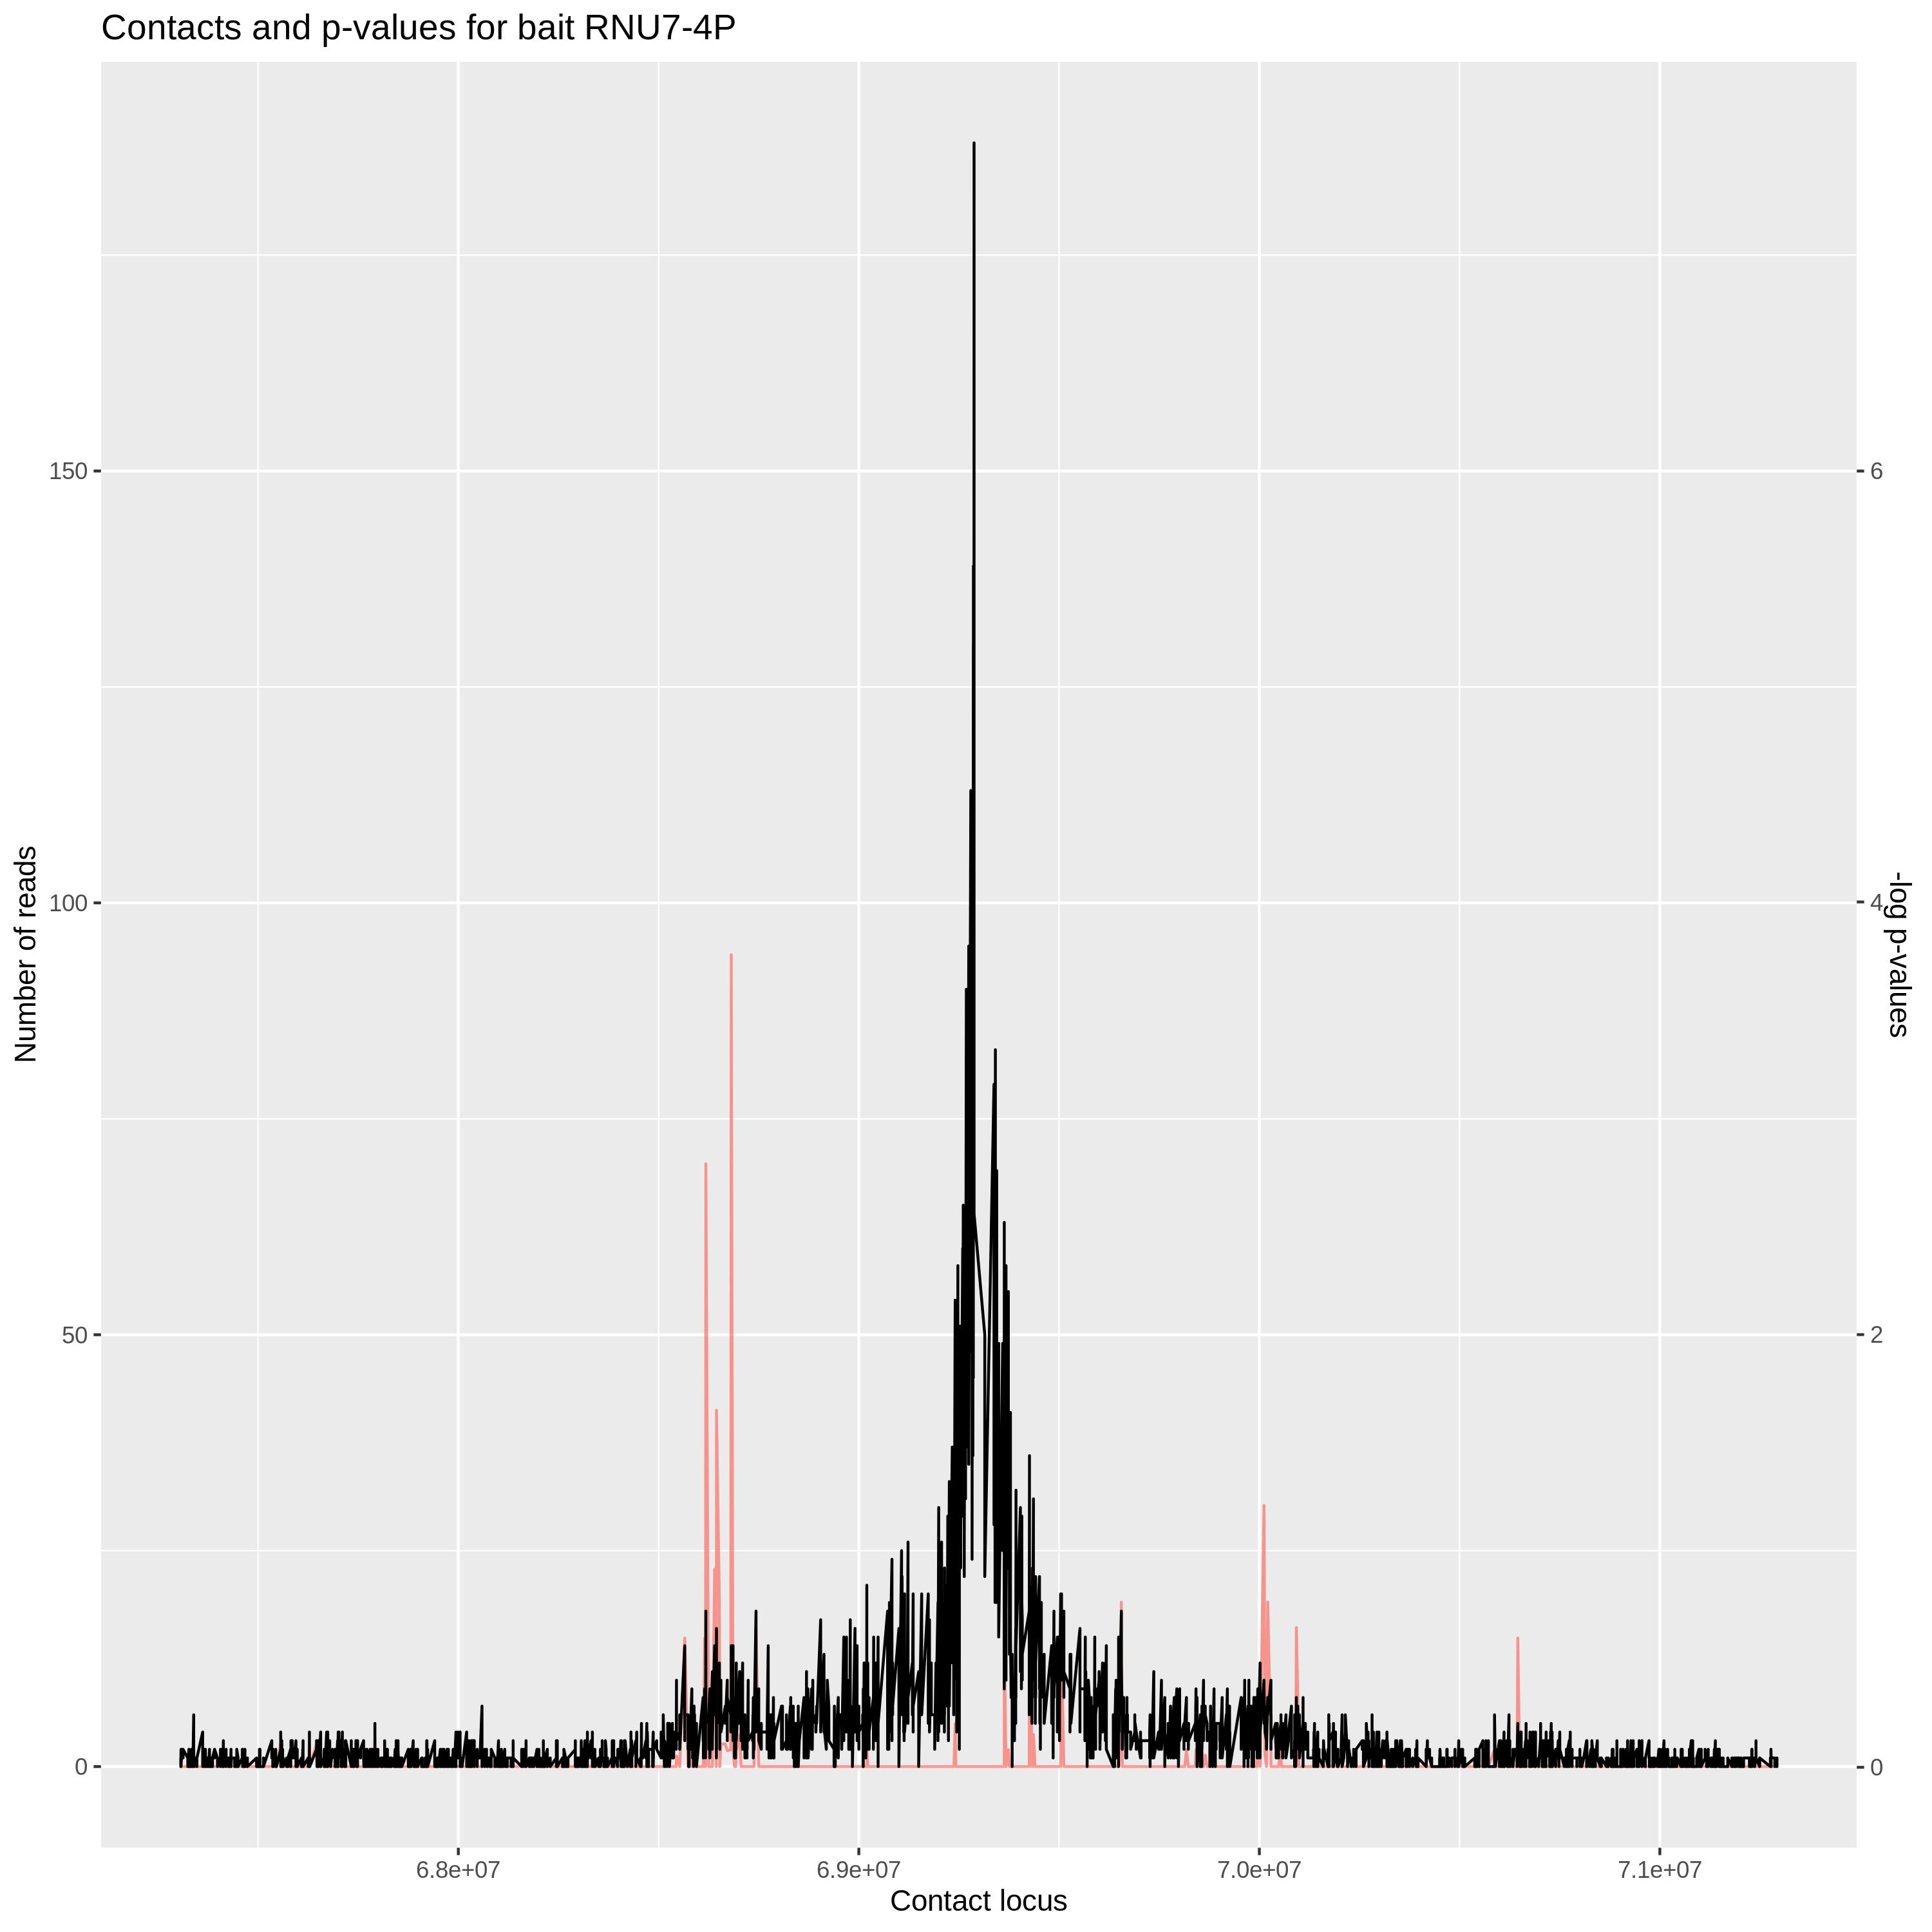 Contacts and p-values for bait RNU7-4P
Number of reads
150
100
50
0
6
4
2
0
-log p-values
6.8e+07 6.9e+07 7.0e+07 7.1e+07
Contact locus